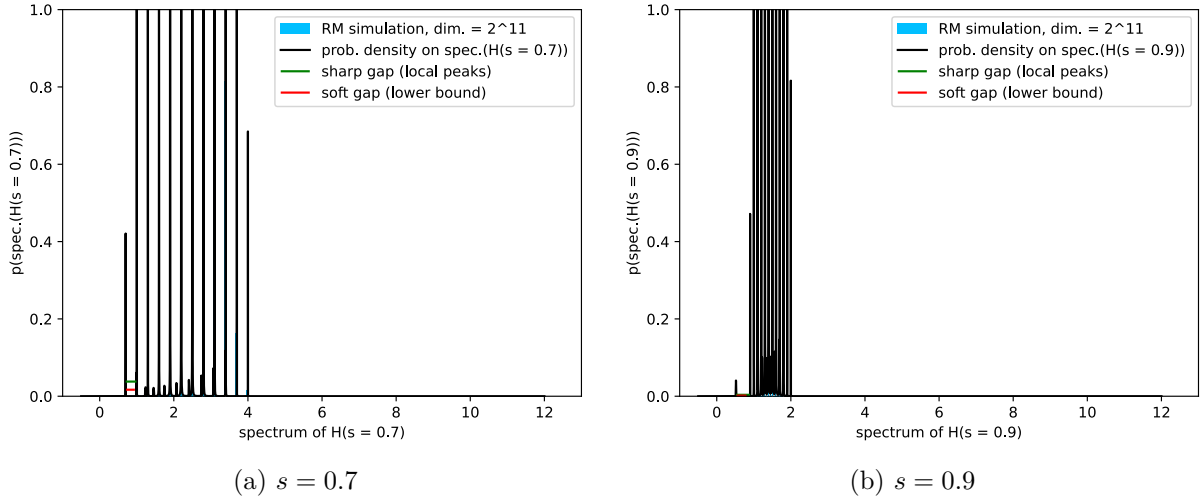 p(spec.(H(s = 0.7)))
1.0
0.8
0.6
0.4
0.2
0.0
RM simulation, dim. = 2^11
prob. density on spec.(H(s = 0.7))
sharp gap (local peaks)
soft gap (lower bound)
0 2 4 6 8 10 12
spectrum of H(s = 0.7)
(a) s = 0.7
p(spec.(H(s = 0.9)))
1.0
0.8
0.6
0.4
0.2
0.0
RM simulation, dim. = 2^11
prob. density on spec.(H(s = 0.9))
sharp gap (local peaks)
soft gap (lower bound)
0 2 4 6 8 10 12
spectrum of H(s = 0.9)
(b) s = 0.9